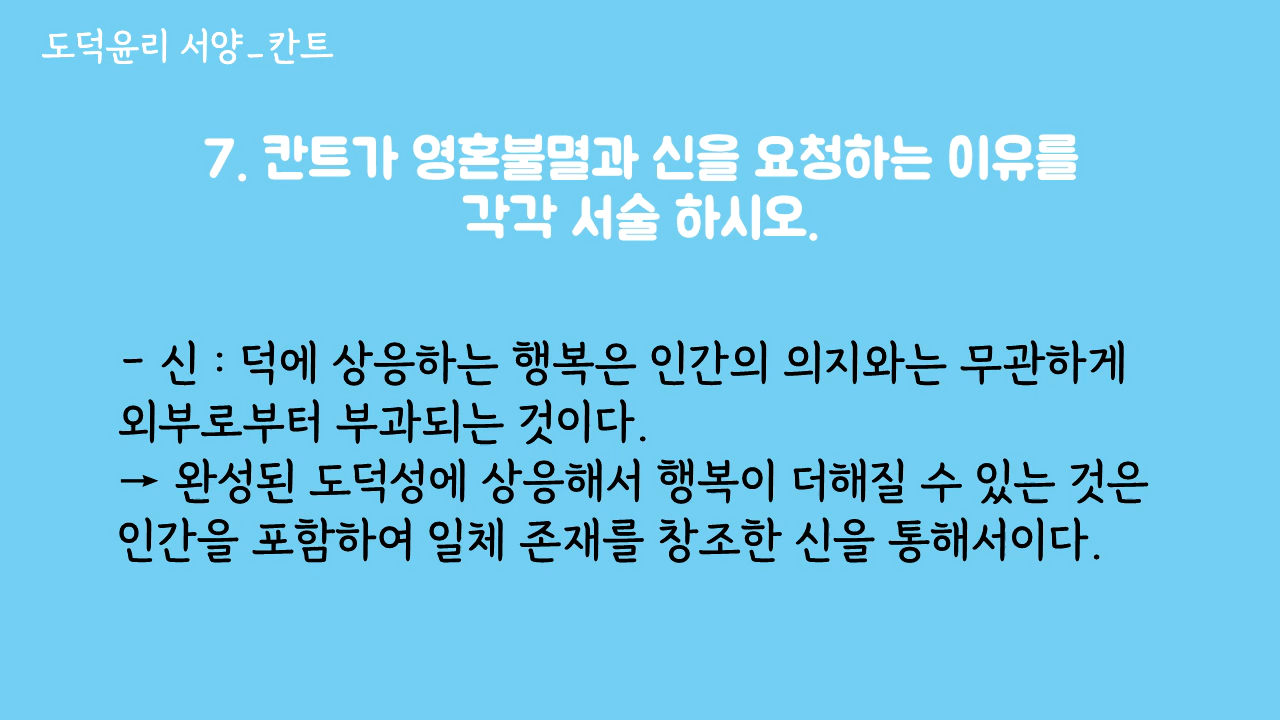 도덕윤리 서양_칸트
7. 칸트가 영혼불멸과 신을 요청하는 이유를
각각 서술 하시오.
- 신 : 덕에 상응하는 행복은 인간의 의지와는 무관하게
외부로부터 부과되는 것이다.
→ 완성된 도덕성에 상응해서 행복이 더해질 수 있는 것은
인간을 포함하여 일체 존재를 창조한 신을 통해서이다.